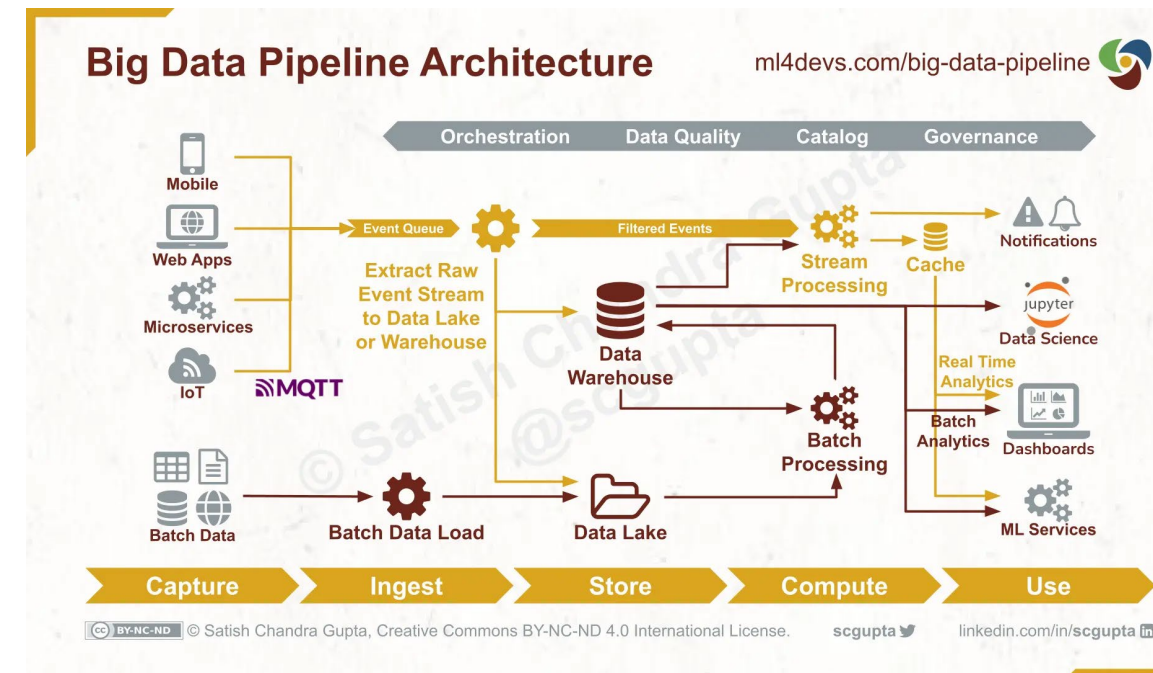 Big Data Pipeline Architecture
ml4devs.com/big-data-pipeline
Orchestration Data Quality Catalog Governance
Mobile
Web Apps
Microservices
IoT
MQTT
Batch Data
Event Queue
Extract Raw
Event Stream
to Data Lake
or Warehouse
Batch Data Load
Filtered Events
Data
Warehouse
Data Lake
Stream
Processing
Cache
Batch
Processing
Notifications
jupyter
Data Science
Real Time
Analytics
Batch
Analytics
Dashboards
ML Services
© Satish Chandra Gupta
@scgupta
Capture Ingest Store Compute Use
cc BY-NC-ND © Satish Chandra Gupta, Creative Commons BY-NC-ND 4.0 International License. scgupta linkedin.com/in/scgupta in